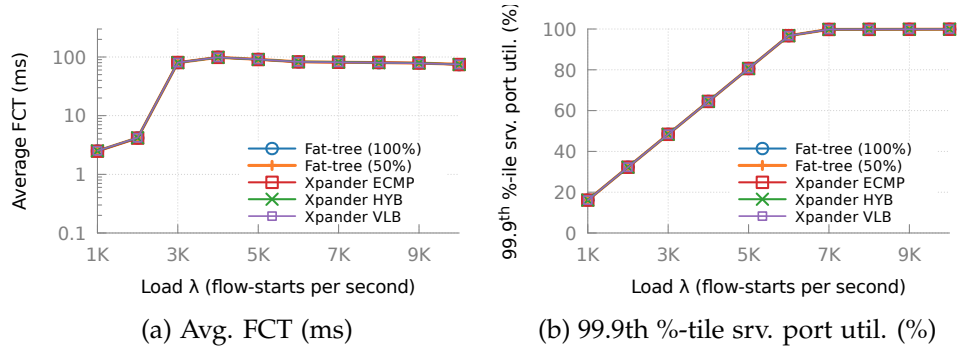 Average FCT (ms)
100
10
1
0.1
1K
3K
5K
7K
9K
Fat-tree (100%)
Fat-tree (50%)
Xpander ECMP
Xpander HYB
Xpander VLB
Load λ (flow-starts per second)
(a) Avg. FCT (ms)
99.9th %-tile srv. port util. (%)
100
80
60
40
20
0
1K
3K
5K
7K
9K
Fat-tree (100%)
Fat-tree (50%)
Xpander ECMP
Xpander HYB
Xpander VLB
Load λ (flow-starts per second)
(b) 99.9th %-tile srv. port util. (%)